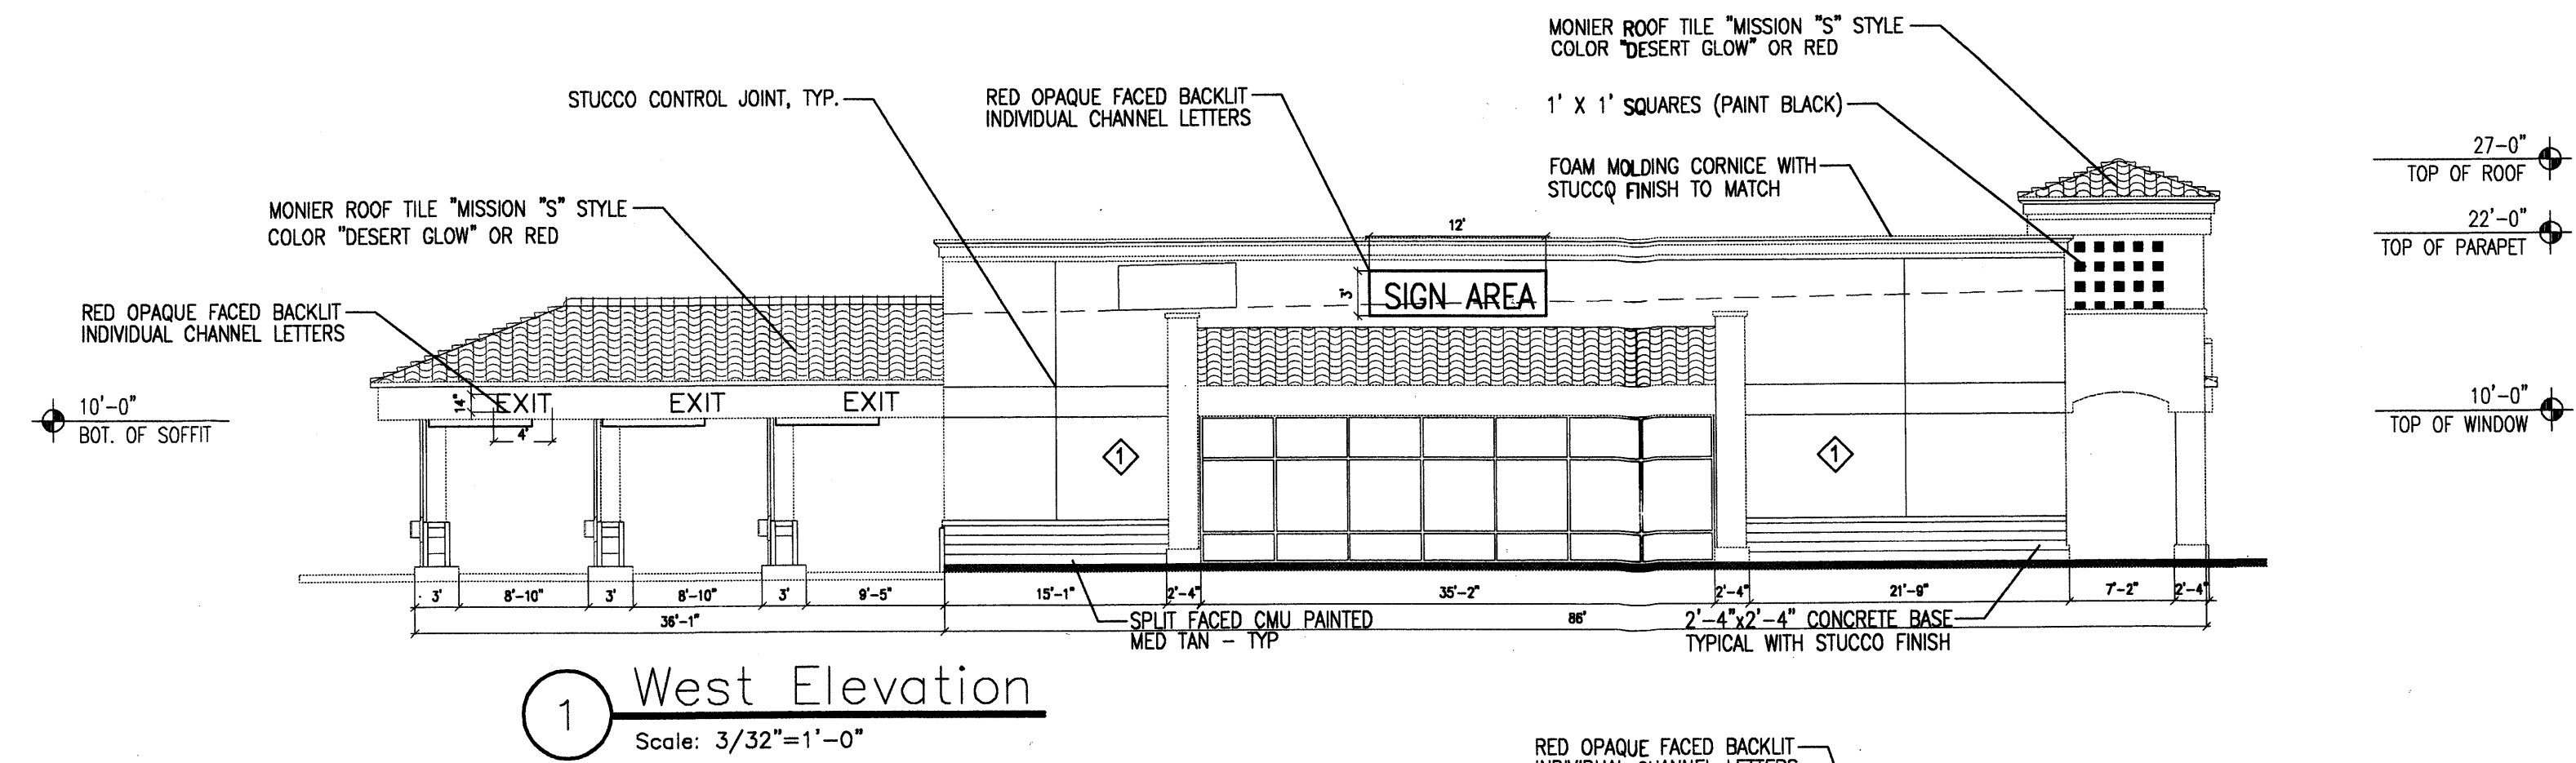 MONIER ROOF TILE "MISSION "S" STYLE
COLOR "DESERT GLOW" OR RED
STUCCO CONTROL JOINT, TYP.
RED OPAQUE FACED BACKLIT
INDIVIDUAL CHANNEL LETTERS
1' X 1' SQUARES (PAINT BLACK)
FOAM MOLDING CORNICE WITH
STUCCO FINISH TO MATCH
27-0"
TOP OF ROOF
MONIER ROOF TILE "MISSION "S" STYLE
COLOR "DESERT GLOW" OR RED
12'
22'-0"
TOP OF PARAPET
3'
SIGN AREA
RED OPAQUE FACED BACKLIT
INDIVIDUAL CHANNEL LETTERS
14"
EXIT
EXIT
EXIT
4'
10'-0"
BOT. OF SOFFIT
10'-0"
TOP OF WINDOW
1
1
3'
8'-10"
3'
8'-10"
3'
9'-5"
15'-1"
2'-4"
35'-2"
2'-4"
21'-9"
7'-2"
2'-4"
36'-1"
86'
SPLIT FACED CMU PAINTED
MED TAN - TYP
2'-4"x2'-4" CONCRETE BASE
TYPICAL WITH STUCCO FINISH
1
West Elevation
Scale: 3/32"=1'-0"
RED OPAQUE FACED BACKLIT
INDIVIDUAL CHANNEL LETTERS